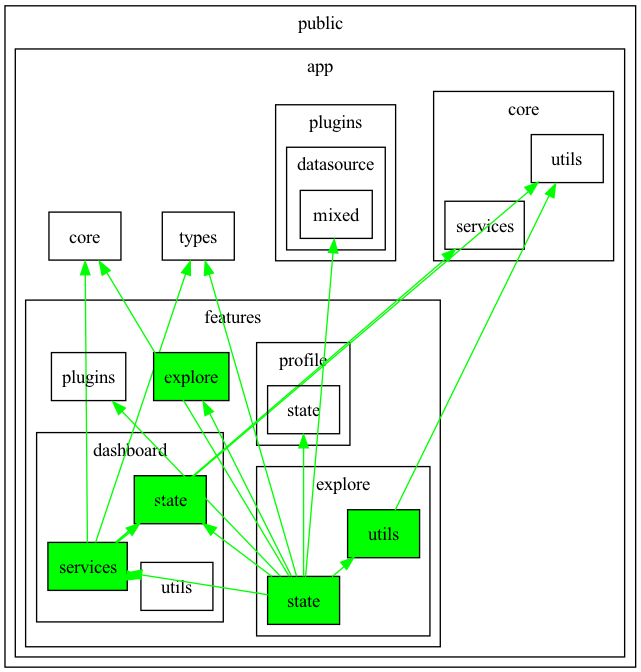 public
app
plugins
core
datasource
utils
mixed
core
types
services
features
profile
plugins
explore
state
dashboard
explore
state
utils
services
utils
state